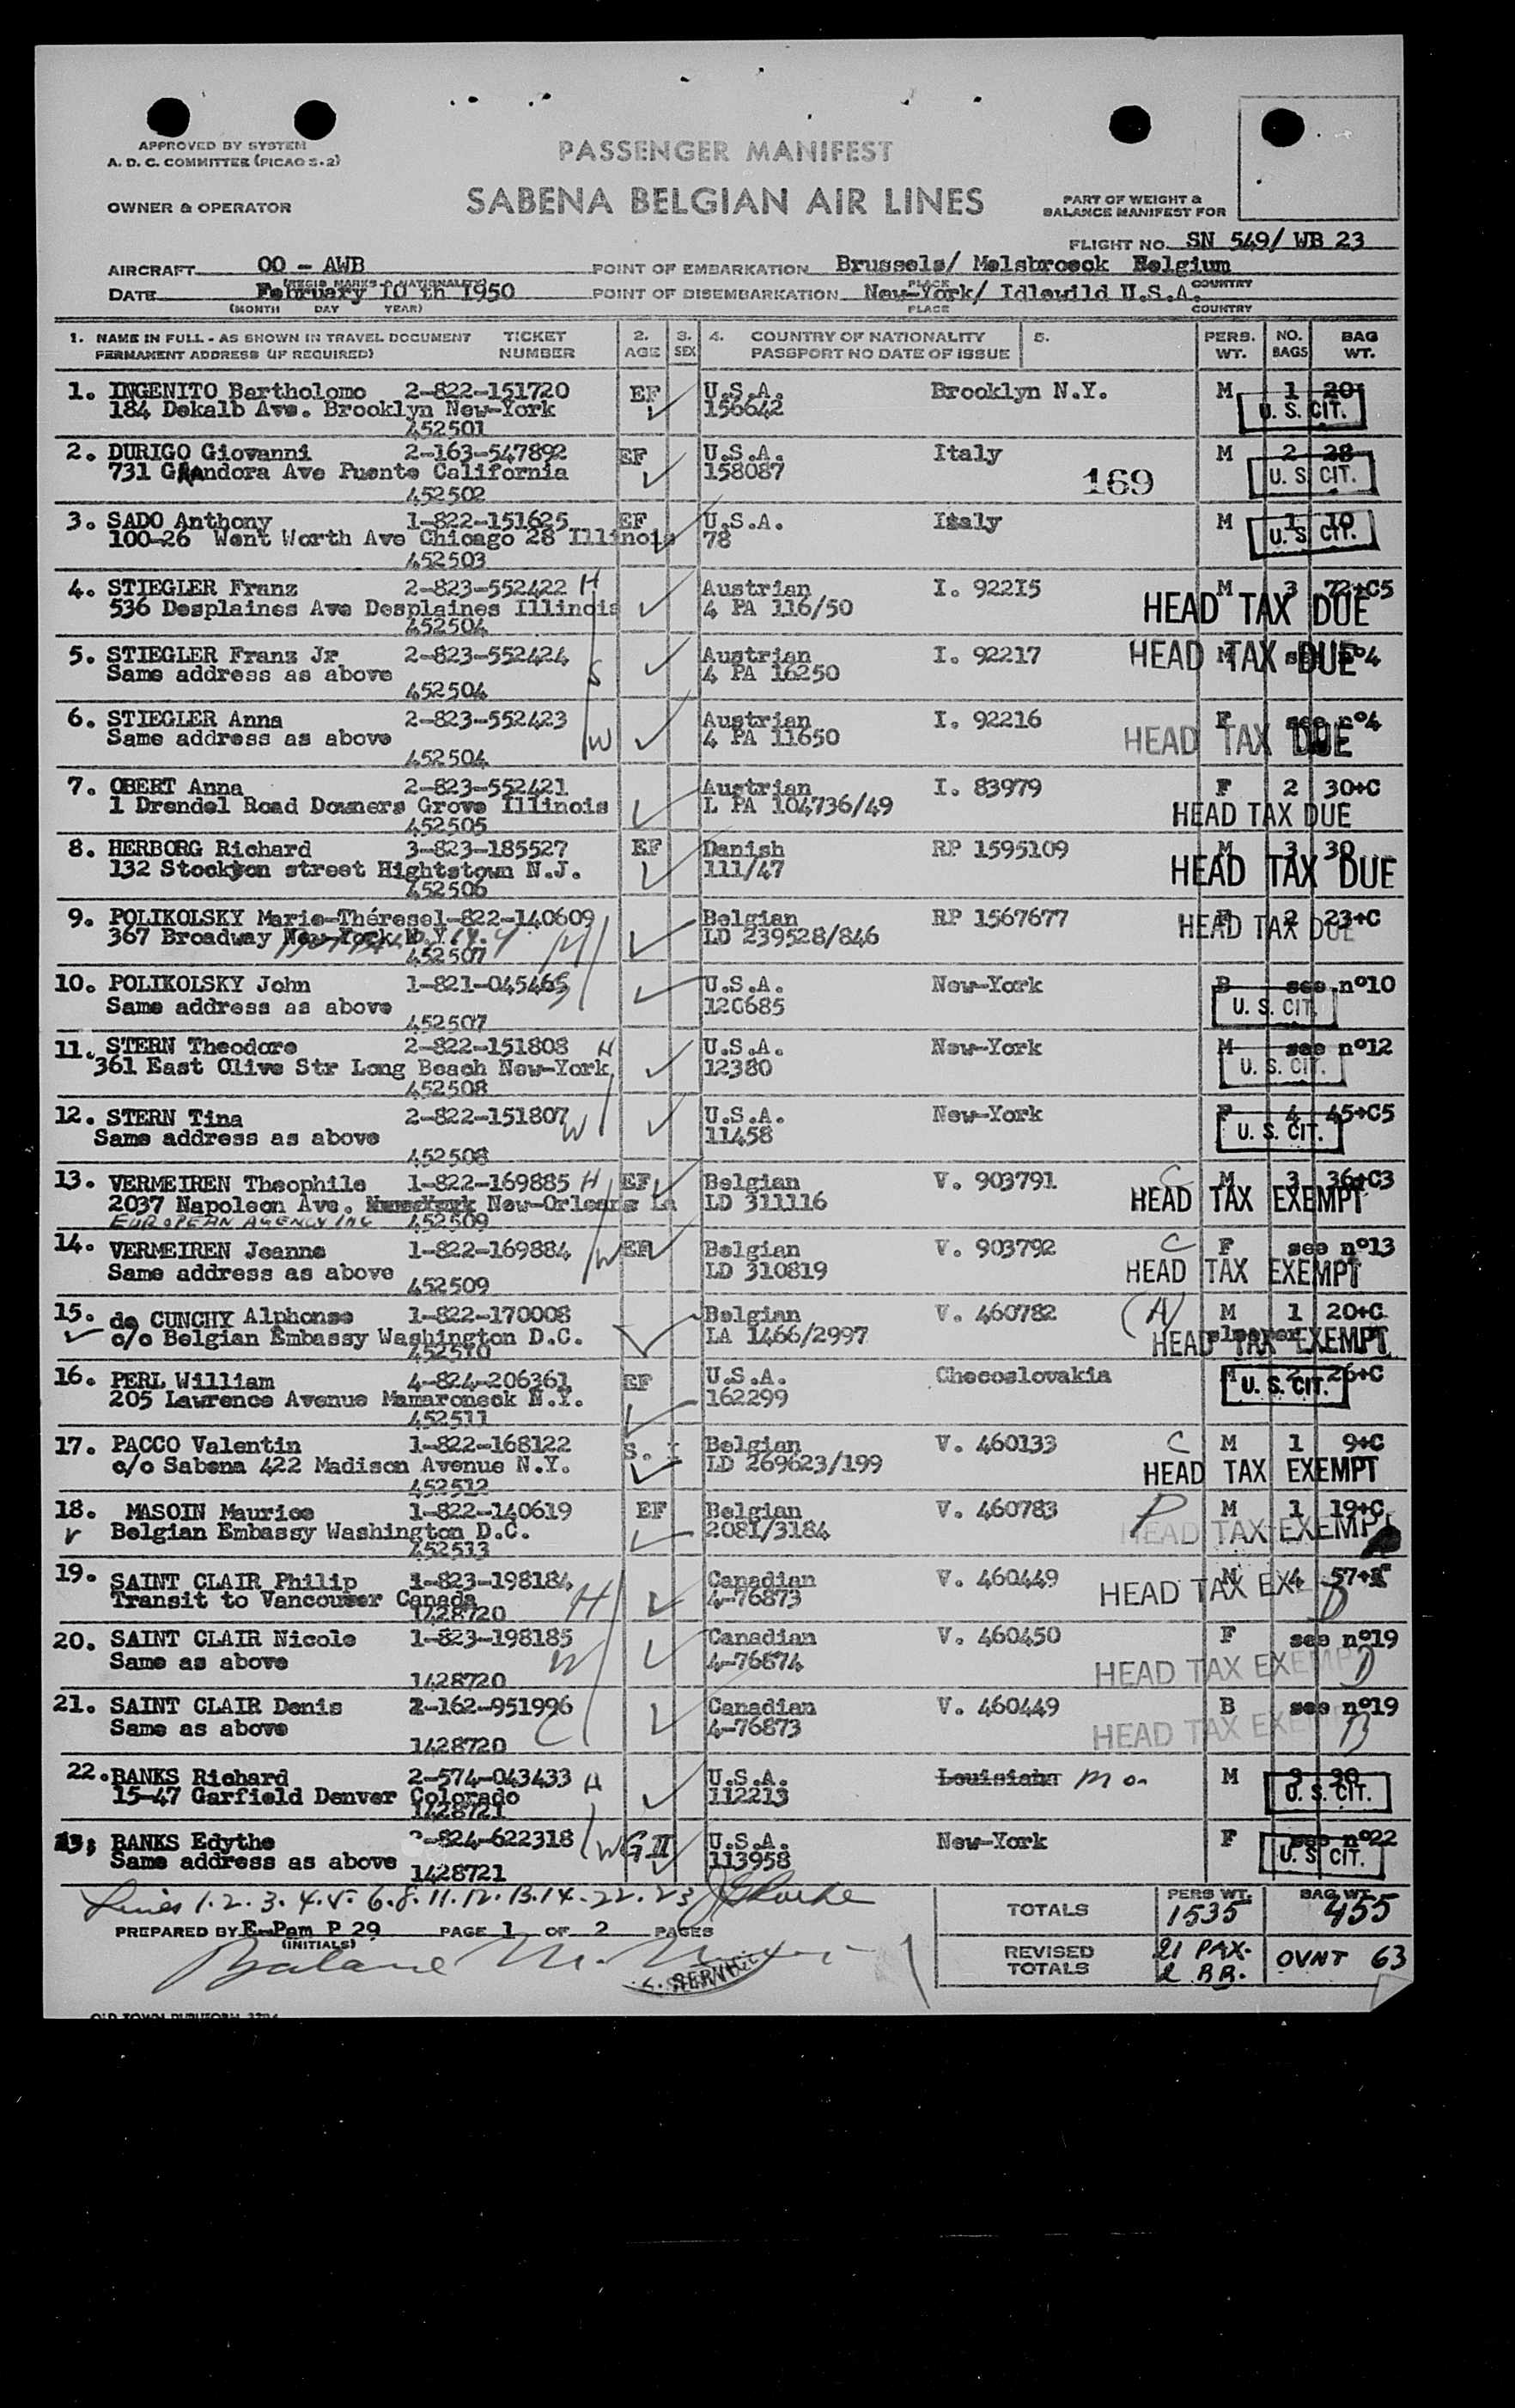 APPROVED BY SYSTEM
A. D. C. COMMITTEE (PICAO S-2)
PASSENGER MANIFEST
OWNER & OPERATOR
SABENA BELGIAN AIR LINES
PART OF WEIGHT &
BALANCE MANIFEST FOR
FLIGHT NO. SN 549/ WB 23
AIRCRAFT OO - AWB POINT OF EMBARKATION Brussels/ Melsbroeck Belgium
(REGIS MARKS & NATIONALITY) PLACE COUNTRY
DATE February 10 th 1950 POINT OF DISEMBARKATION New-York/ Idlewild U.S.A.
(MONTH DAY YEAR) PLACE COUNTRY
1. NAME IN FULL - AS SHOWN IN TRAVEL DOCUMENT TICKET 2. 3. 4. COUNTRY OF NATIONALITY 5. PERS. NO. BAG
PERMANENT ADDRESS (IF REQUIRED) NUMBER AGE SEX PASSPORT NO DATE OF ISSUE WT. BAGS WT.
1. INGENITO Bartholomo 2-822-151720 EF U.S.A. Brooklyn N.Y. M 1 20
184 Dekalb Ave. Brooklyn New-York 156642 U. S. CIT.
452501
2. DURIGO Giovanni 2-163-547892 EF U.S.A. Italy M 2 28
731 Glandora Ave Puente California 158087 169 U. S. CIT.
452502
3. SADO Anthony 1-822-151625 EF U.S.A. Italy M 1 10
100-26 Went Worth Ave Chicago 28 Illinois 78 U. S. CIT.
452503
4. STIEGLER Franz 2-823-552422 H Austrian I. 92215 M 3 72+C5
536 Desplaines Ave Desplaines Illinois 4 PA 116/50 HEAD TAX DUE
452504
5. STIEGLER Franz Jr 2-823-552424 Austrian I. 92217 M see n°4
Same address as above S 4 PA 16250 HEAD TAX DUE
452504
6. STIEGLER Anna 2-823-552423 Austrian I. 92216 F see n°4
Same address as above W 4 PA 11650 HEAD TAX DUE
452504
7. OBERT Anna 2-823-552421 Austrian I. 83979 F 2 30+C
1 Drendel Road Downers Grove Illinois L PA 104736/49 HEAD TAX DUE
452505
8. HERBORG Richard 3-823-185527 EF Danish RP 1595109 M 3 30
132 Stockyon street Hightstown N.J. 111/47 HEAD TAX DUE
452506
9. POLIKOLSKY Marie-Thérese1-822-140609 Belgian RP 1567677 F 2 23+C
367 Broadway New-York N.Y. M LD 239528/846 HEAD TAX DUE
452507
10. POLIKOLSKY John 1-821-045465 S U.S.A. New-York B see n°10
Same address as above 120685 U. S. CIT.
452507
11. STERN Theodore 2-822-151808 H U.S.A. New-York M see n°12
361 East Olive Str Long Beach New-York 12380 U. S. CIT.
452508
12. STERN Tina 2-822-151807 W U.S.A. New-York F 4 45+C5
Same address as above 11458 U. S. CIT.
452508
13. VERMEIREN Theophile 1-822-169885 H EF Belgian V. 903791 C M 3 36+C3
2037 Napoleon Ave. New-Orleans La LD 311116 HEAD TAX EXEMPT
EUROPEAN AGENCY INC 452509
14. VERMEIREN Jeanne 1-822-169884 W EF Belgian V. 903792 C F see n°13
Same address as above LD 310819 HEAD TAX EXEMPT
452509
15. de CUNCHY Alphonse 1-822-170008 Belgian V. 460782 (A) M 1 20+C
c/o Belgian Embassy Washington D.C. LA 1466/2997 sleeper HEAD TAX EXEMPT
452510
16. PERL William 4-824-206361 EF U.S.A. Checoslovakia M 2 26+C
205 Lawrence Avenue Mamaroneck N.Y. 162299 U. S. CIT.
452511
17. PACCO Valentin 1-822-168122 S. I Belgian V. 460133 C M 1 9+C
c/o Sabena 422 Madison Avenue N.Y. LD 269623/199 HEAD TAX EXEMPT
452512
18. MASOIN Maurice 1-822-140619 EF Belgian V. 460783 P M 1 19+C
Belgian Embassy Washington D.C. 2081/3184 HEAD TAX EXEMPT
452513
19. SAINT CLAIR Philip 1-823-198184 Canadian V. 460449 M 4 57+
Transit to Vancouver Canada H 4-76873 HEAD TAX EXE B
1428720
20. SAINT CLAIR Nicole 1-823-198185 Canadian V. 460450 F see n°19
Same as above W 4-76874 HEAD TAX EXEMPT B
1428720
21. SAINT CLAIR Denis 2-162-951996 Canadian V. 460449 B see n°19
Same as above C 4-76873 HEAD TAX EXEMPT B
1428720
22. BANKS Richard 2-574-043433 H U.S.A. Louisiana Mo. M 3 30
15-47 Garfield Denver Colorado 112213 U. S. CIT.
1428721
23; BANKS Edythe 2-824-622318 W G II U.S.A. New-York F see n°22
Same address as above 113958 U. S. CIT.
1428721
Lines 1. 2. 3. 4. 5. 6. 8. 11. 12. 13. 14. 22. 23
TOTALS PERS WT. 1535 BAG WT. 455
PREPARED BY E. Pam P 29 PAGE 1 OF 2 PAGES
(INITIALS)
REVISED TOTALS 21 PAX. 2 BB. OVNT 63
SERVICE